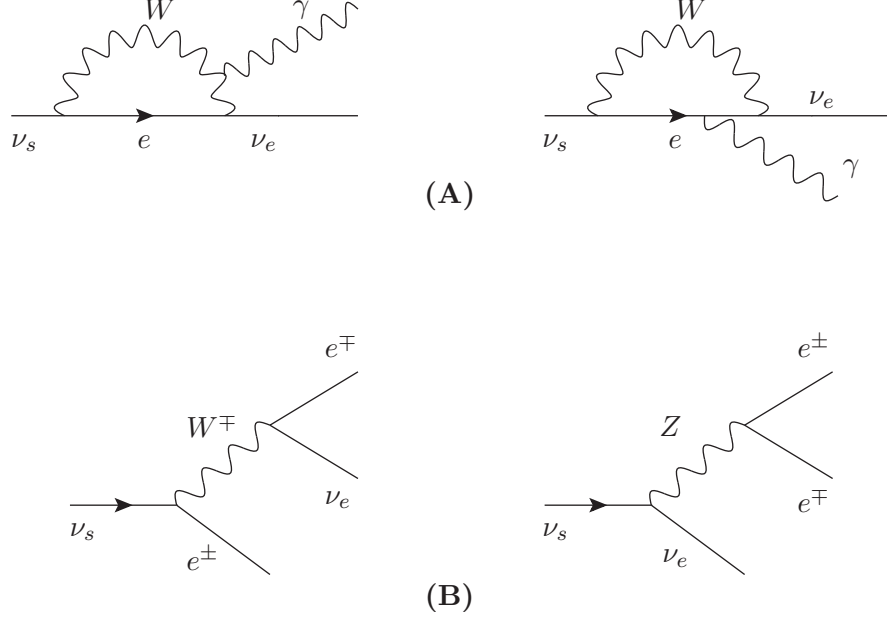 W γ W
ν_s e ν_e ν_s e ν_e γ
(A)
e^∓ e^±
W^∓ Z
ν_s e^± ν_e ν_s ν_e e^∓
(B)